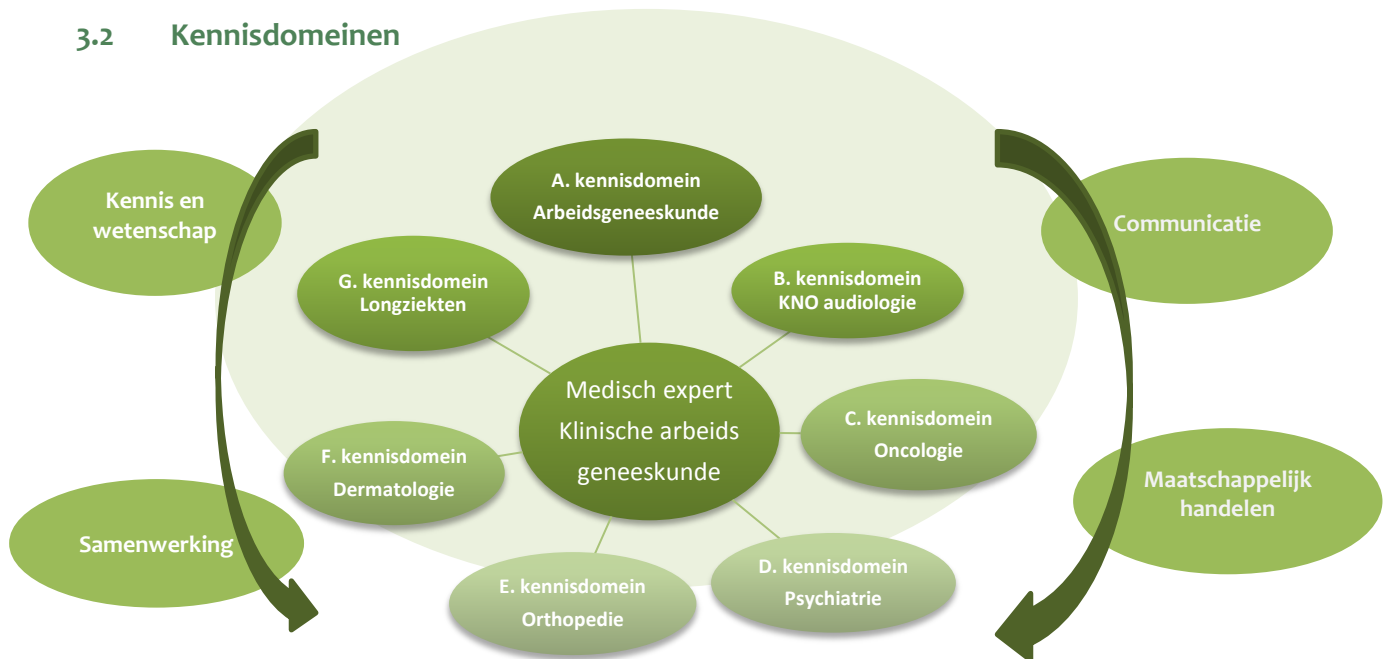 3.2 Kennisdomeinen
A. kennisdomein
Arbeidsgeneeskunde
Kennis en
wetenschap
Communicatie
G. kennisdomein
Longziekten
B. kennisdomein
KNO audiologie
Medisch expert
Klinische arbeids
geneeskunde
C. kennisdomein
Oncologie
F. kennisdomein
Dermatologie
Maatschappelijk
handelen
Samenwerking
D. kennisdomein
Psychiatrie
E. kennisdomein
Orthopedie